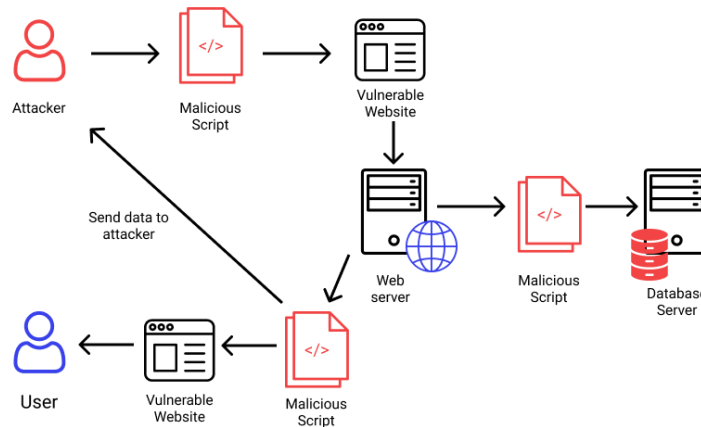 Attacker
Malicious
Script
Vulnerable
Website
Send data to
attacker
Web
server
Malicious
Script
Database
Server
User
Vulnerable
Website
Malicious
Script